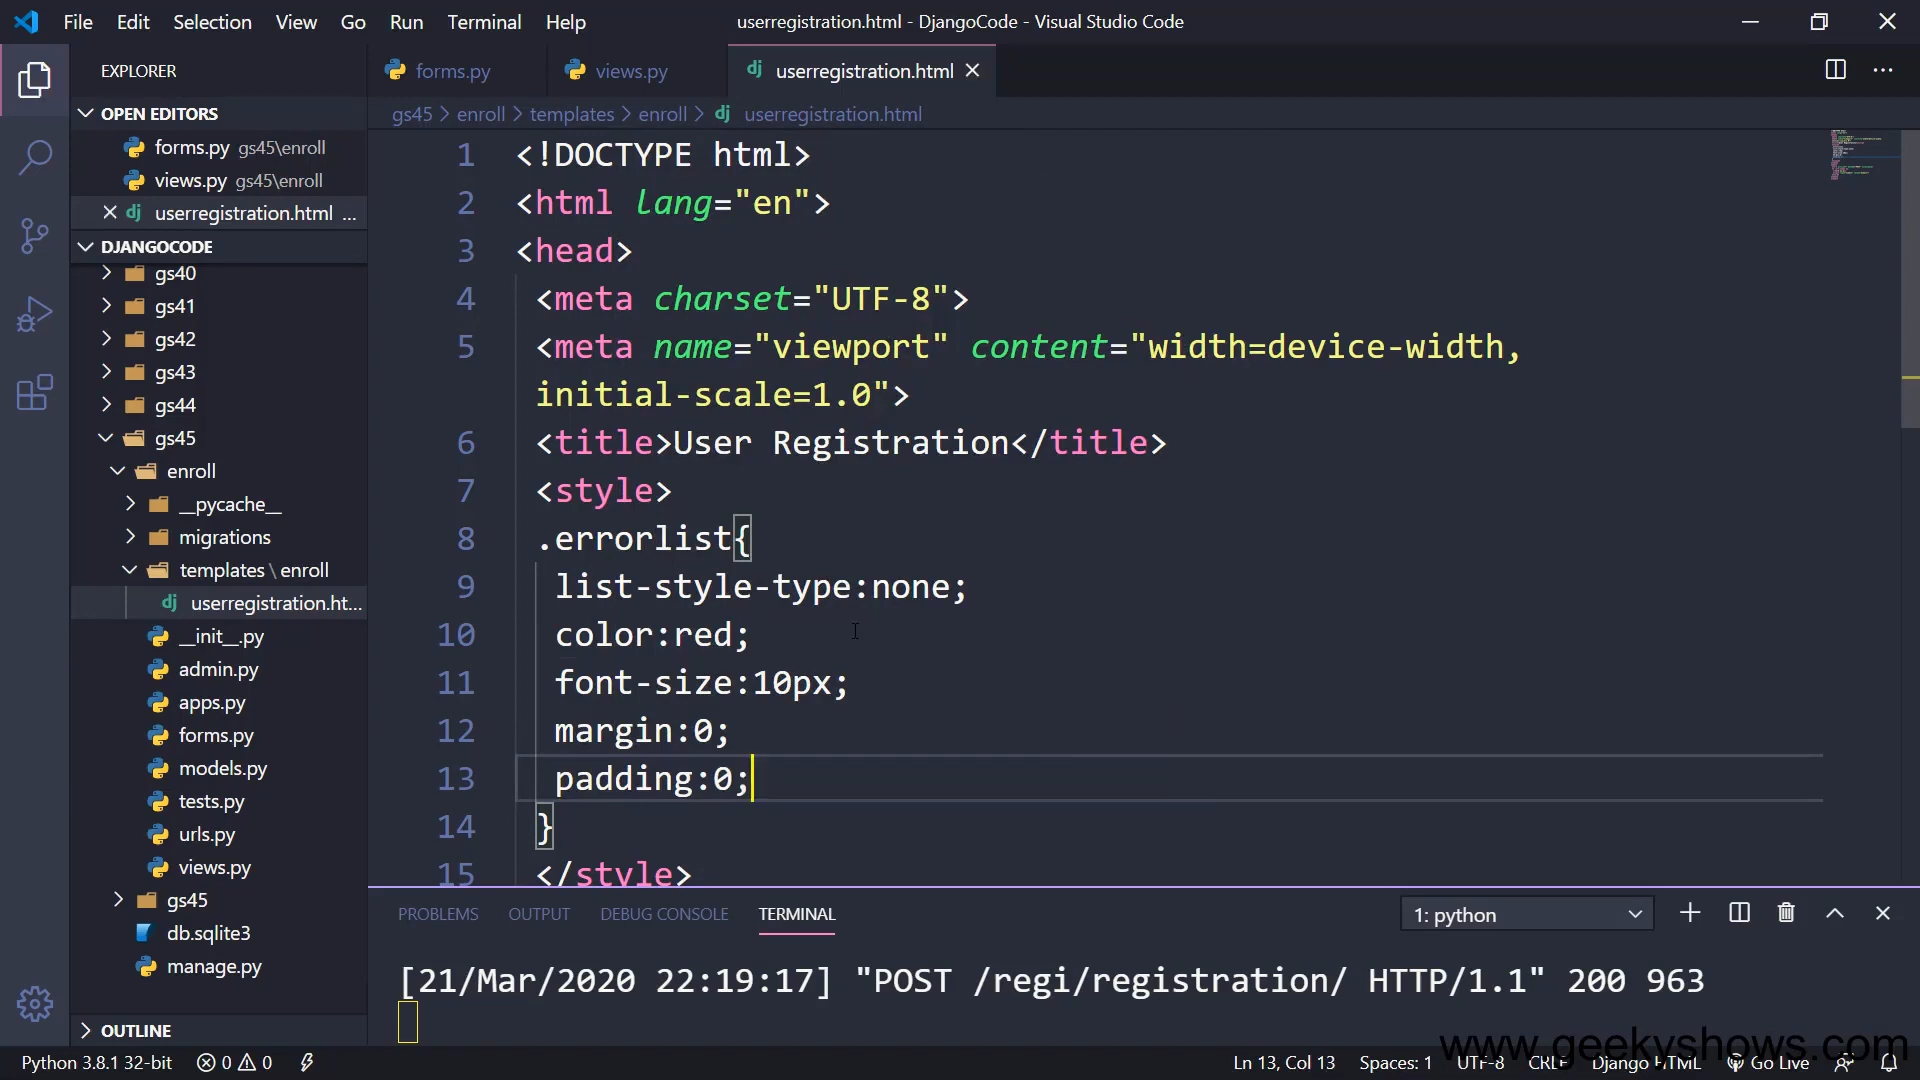 File Edit Selection View Go Run Terminal Help
userregistration.html - DjangoCode - Visual Studio Code
EXPLORER
OPEN EDITORS
forms.py gs45\enroll
views.py gs45\enroll
userregistration.html ...
DJANGOCODE
gs40
gs41
gs42
gs43
gs44
gs45
enroll
__pycache__
migrations
templates\enroll
userregistration.ht...
__init__.py
admin.py
apps.py
forms.py
models.py
tests.py
urls.py
views.py
gs45
db.sqlite3
manage.py
OUTLINE
forms.py views.py userregistration.html
gs45 > enroll > templates > enroll > userregistration.html
1 <!DOCTYPE html>
2 <html lang="en">
3 <head>
4 <meta charset="UTF-8">
5 <meta name="viewport" content="width=device-width,
initial-scale=1.0">
6 <title>User Registration</title>
7 <style>
8 .errorlist{
9 list-style-type:none;
10 color:red;
11 font-size:10px;
12 margin:0;
13 padding:0;
14 }
15 </style>
PROBLEMS OUTPUT DEBUG CONSOLE TERMINAL
1: python
[21/Mar/2020 22:19:17] "POST /regi/registration/ HTTP/1.1" 200 963
www.geekyshows.com
Python 3.8.1 32-bit 0 0
Ln 13, Col 13 Spaces: 1 UTF-8 CRLF Django HTML Go Live